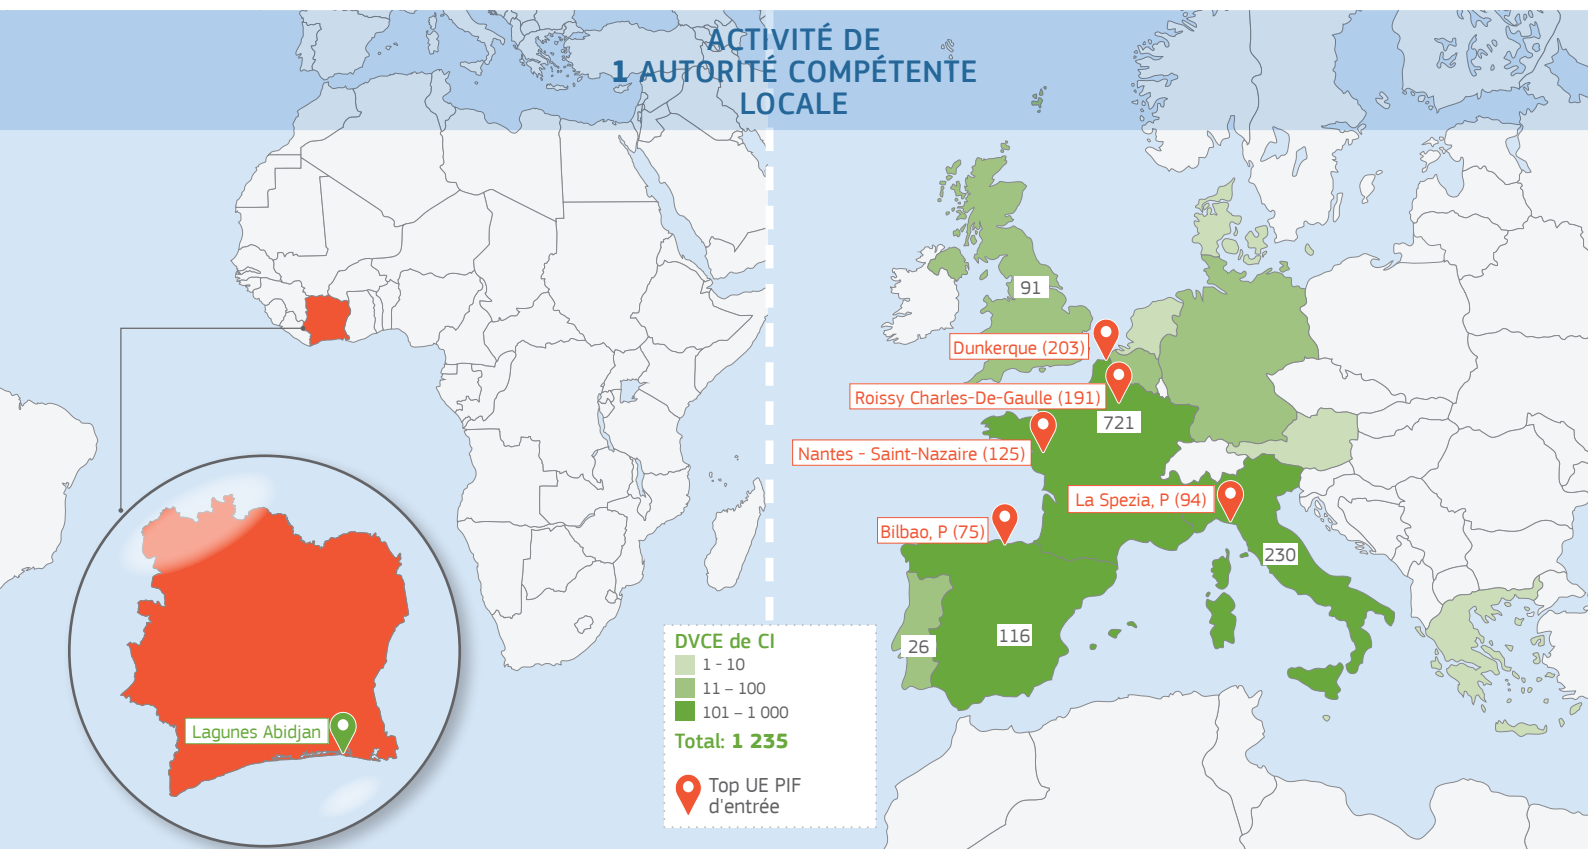 ACTIVITÉ DE
1 AUTORITÉ COMPÉTENTE
LOCALE
91
Dunkerque (203)
Roissy Charles-De-Gaulle (191)
721
Nantes - Saint-Nazaire (125)
La Spezia, P (94)
Bilbao, P (75)
230
116
26
Lagunes Abidjan
DVCE de CI
1 - 10
11 – 100
101 – 1 000
Total: 1 235
Top UE PIF
d'entrée